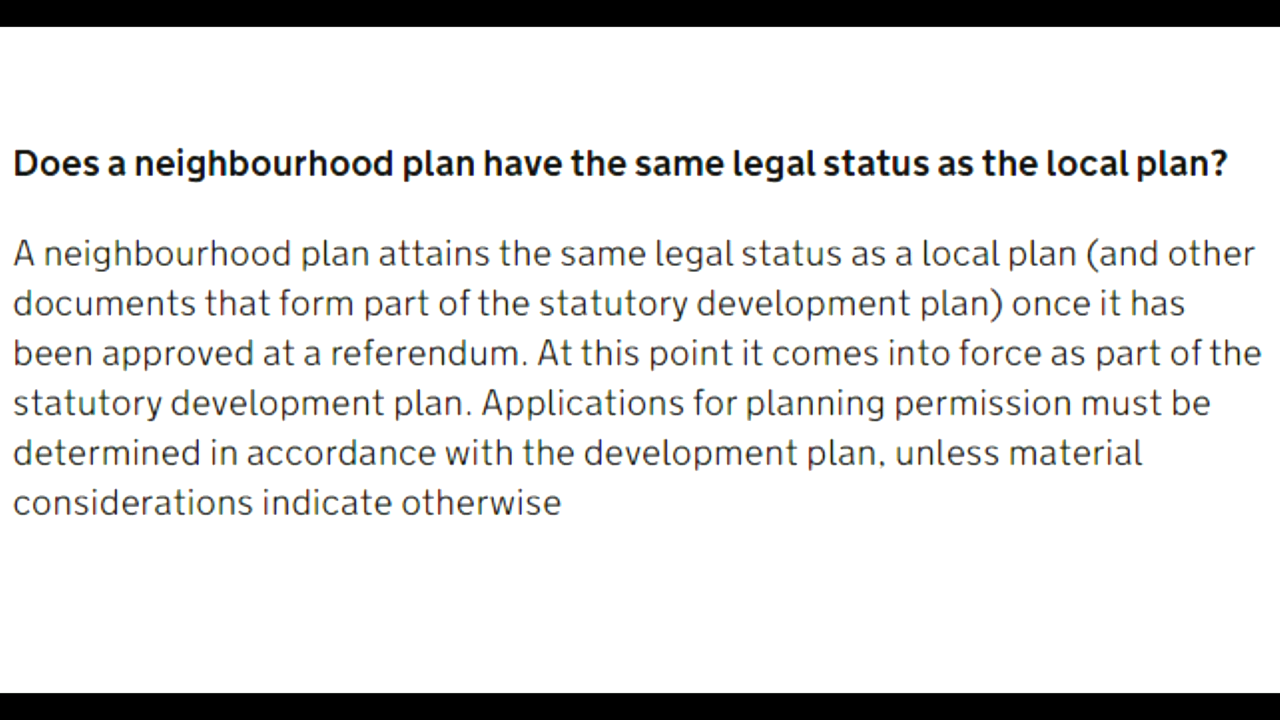 Does a neighbourhood plan have the same legal status as the local plan?
A neighbourhood plan attains the same legal status as a local plan (and other
documents that form part of the statutory development plan) once it has
been approved at a referendum. At this point it comes into force as part of the
statutory development plan. Applications for planning permission must be
determined in accordance with the development plan, unless material
considerations indicate otherwise